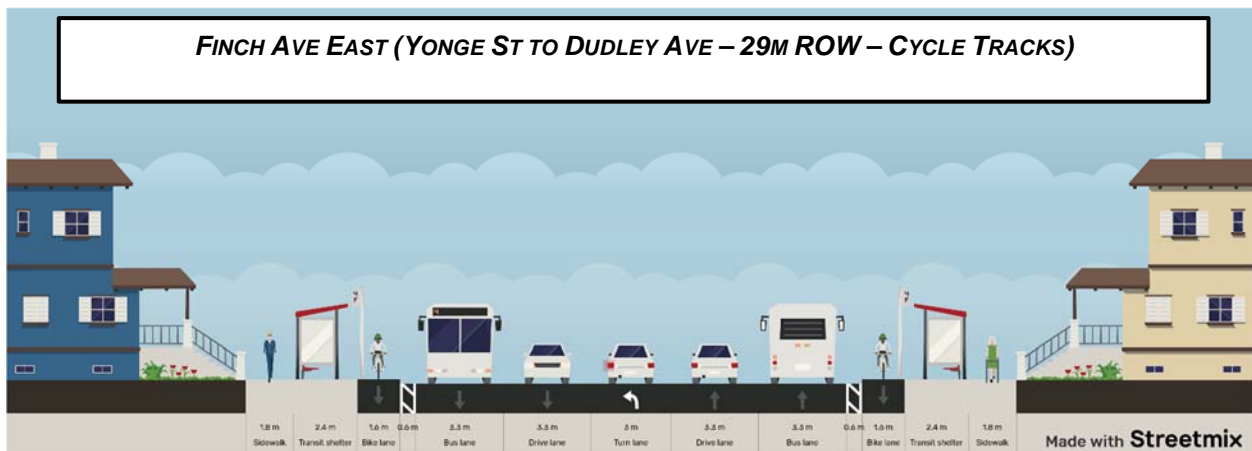 FINCH AVE EAST (YONGE ST TO DUDLEY AVE – 29M ROW – CYCLE TRACKS)
1.8 m 2.4 m 1.6 m 0.6 m 3.3 m 3.3 m 3 m 3.3 m 3.3 m 0.6 m 1.6 m 2.4 m 1.8 m
Sidewalk Transit shelter Bike lane Bus lane Drive lane Turn lane Drive lane Bus lane Bike lane Transit shelter Sidewalk
Made with Streetmix